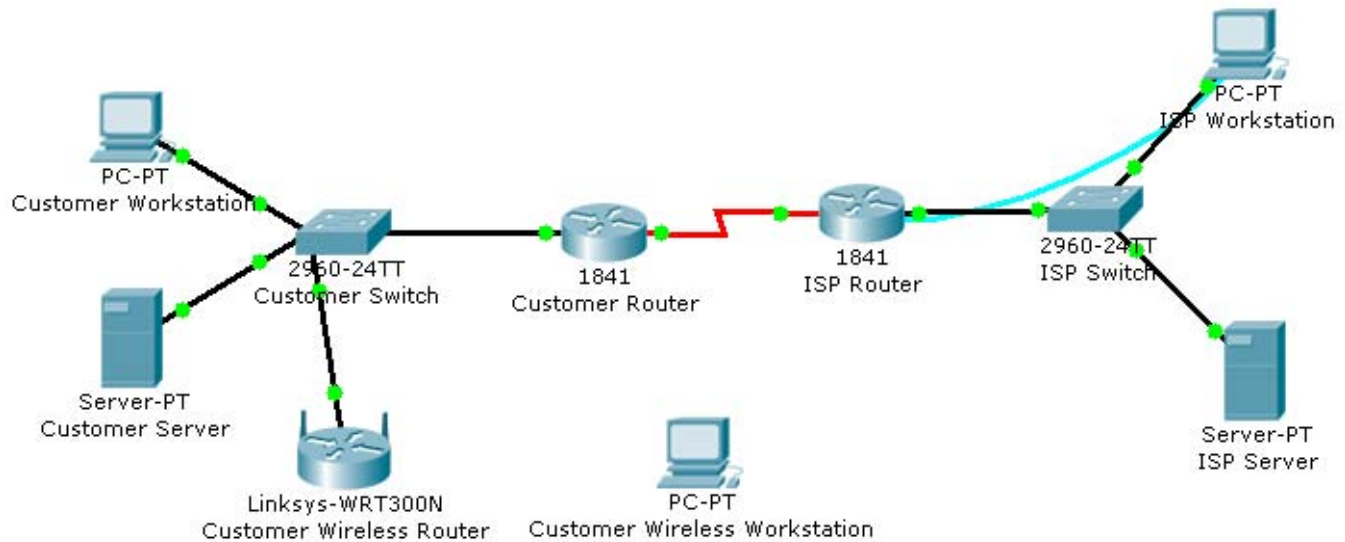 PC-PT
ISP Workstation
PC-PT
Customer Workstation
2960-24TT
Customer Switch
1841
Customer Router
1841
ISP Router
2960-24TT
ISP Switch
Server-PT
Customer Server
Server-PT
ISP Server
Linksys-WRT300N
Customer Wireless Router
PC-PT
Customer Wireless Workstation